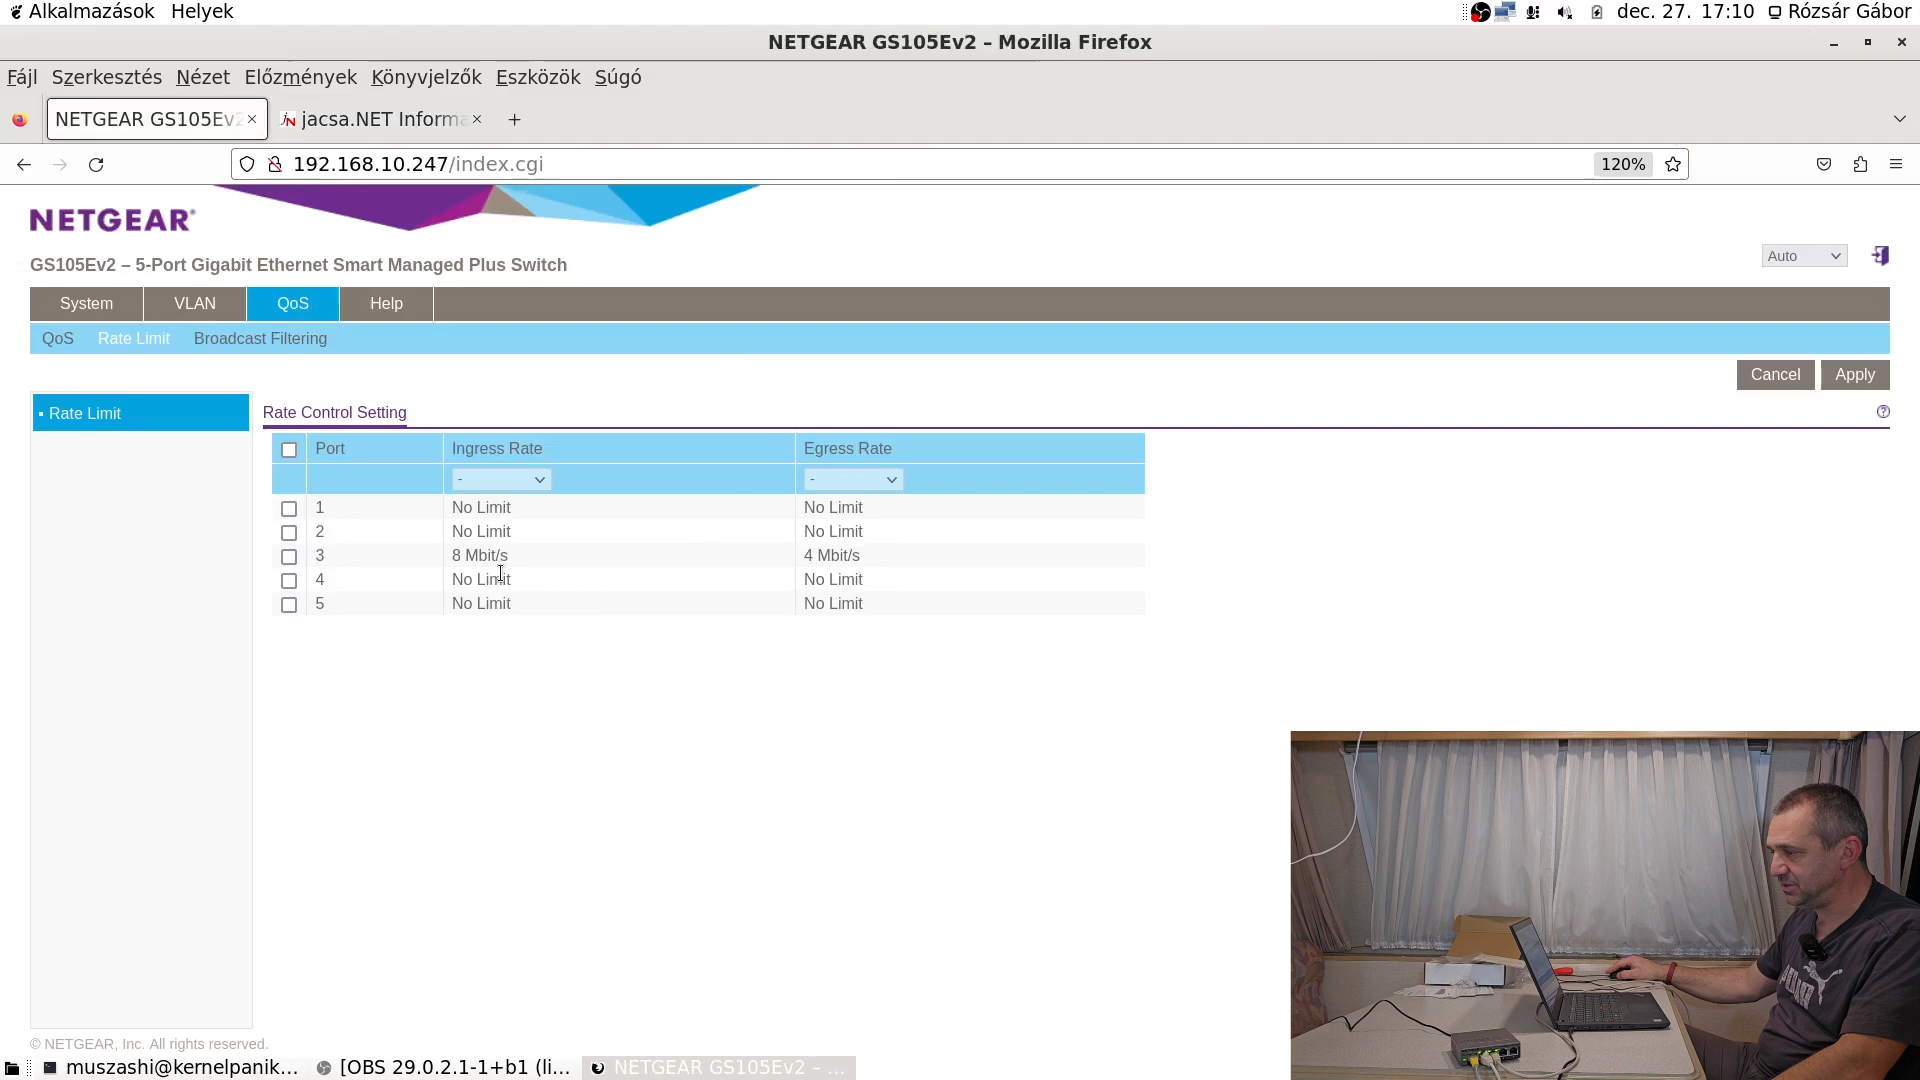 Alkalmazások Helyek dec. 27. 17:10 Rózsár Gábor
NETGEAR GS105Ev2 – Mozilla Firefox
Fájl Szerkesztés Nézet Előzmények Könyvjelzők Eszközök Súgó
NETGEAR GS105Ev2 jacsa.NET Informa
192.168.10.247/index.cgi 120%
NETGEAR®
GS105Ev2 – 5-Port Gigabit Ethernet Smart Managed Plus Switch Auto
System VLAN QoS Help
QoS Rate Limit Broadcast Filtering
Cancel Apply
Rate Limit Rate Control Setting
Port Ingress Rate Egress Rate
- -
1 No Limit No Limit
2 No Limit No Limit
3 8 Mbit/s 4 Mbit/s
4 No Limit No Limit
5 No Limit No Limit
© NETGEAR, Inc. All rights reserved.
muszashi@kernelpanik... [OBS 29.0.2.1-1+b1 (li... NETGEAR GS105Ev2 – ...